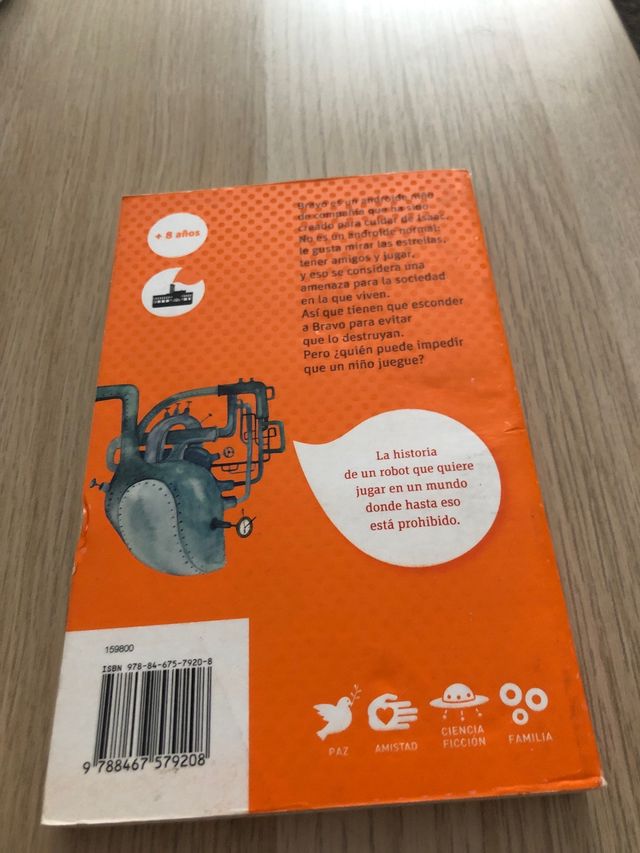 + 8 años
Bravo es un androide niño
de compañía que ha sido
creado para cuidar de Isaac.
No es un androide normal:
le gusta mirar las estrellas,
tener amigos y jugar,
y eso se considera una
amenaza para la sociedad
en la que viven.
Así que tienen que esconder
a Bravo para evitar
que lo destruyan.
Pero ¿quién puede impedir
que un niño juegue?
La historia
de un robot que quiere
jugar en un mundo
donde hasta eso
está prohibido.
159800
ISBN 978-84-675-7920-8
9 788467 579208
PAZ
AMISTAD
CIENCIA
FICCIÓN
FAMILIA